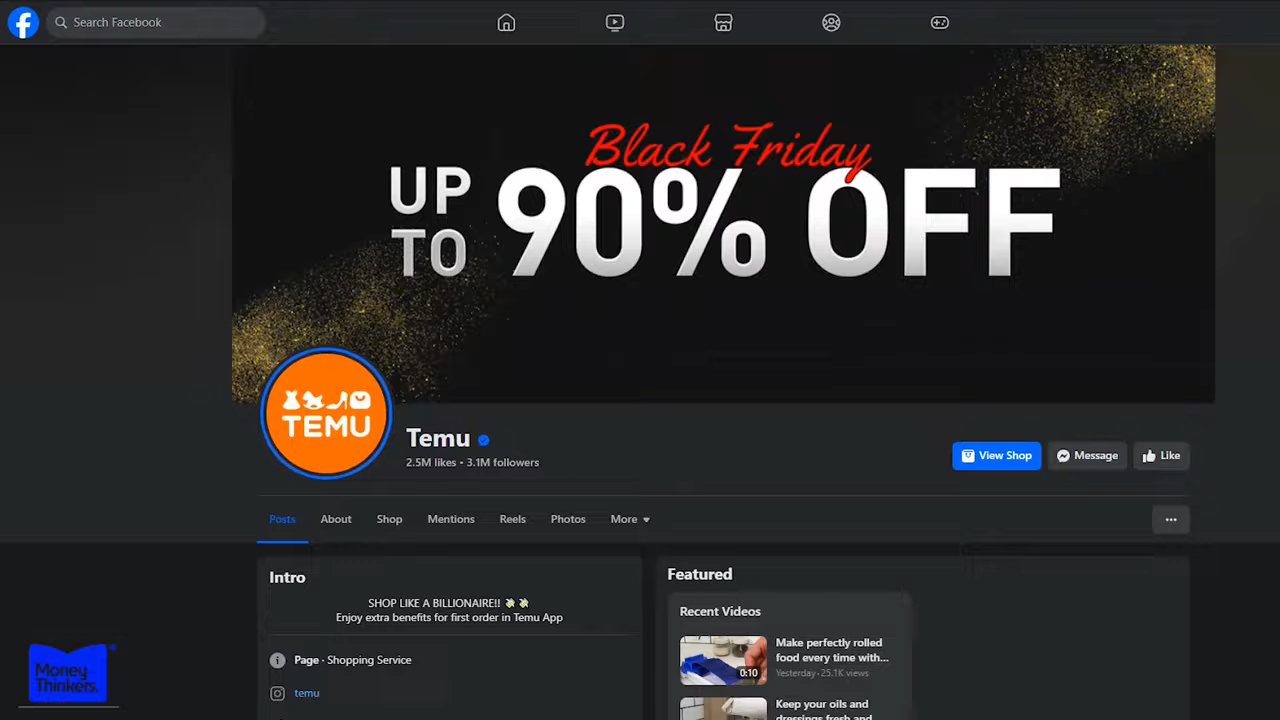 Search Facebook
Black Friday
UP TO 90% OFF
TEMU
Temu
2.5M likes • 3.1M followers
View Shop
Message
Like
Posts
About
Shop
Mentions
Reels
Photos
More
Intro
SHOP LIKE A BILLIONAIRE!!
Enjoy extra benefits for first order in Temu App
Page · Shopping Service
temu
Featured
Recent Videos
0:10
Make perfectly rolled
food every time with...
Yesterday · 25.1K views
Keep your oils and
dressings fresh and
Money
Thinkers.